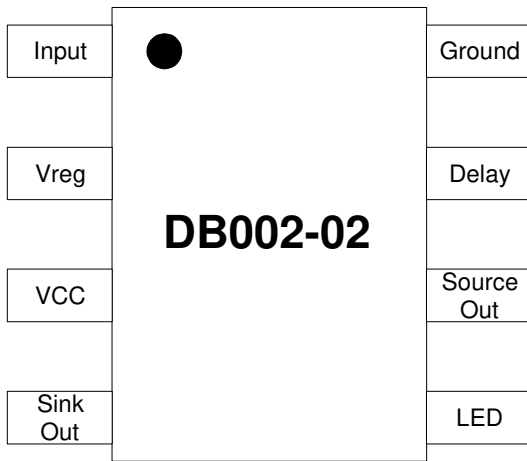 Input
Ground
Vreg
Delay
DB002-02
VCC
Source
Out
Sink
Out
LED